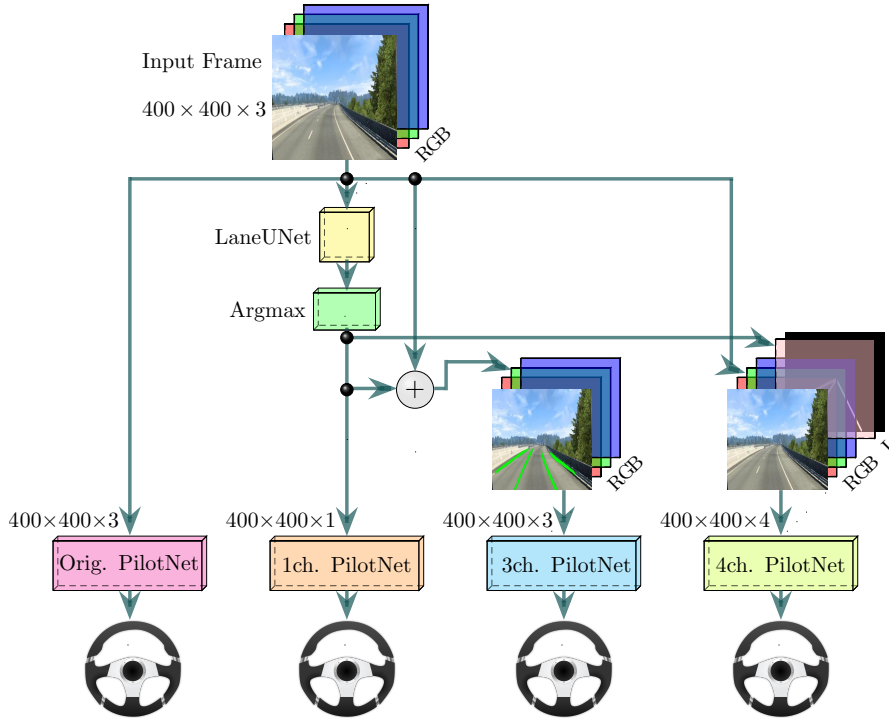 Input Frame
400 × 400 × 3
RGB
LaneUNet
Argmax
+
RGB
RGB
400×400×3
400×400×1
400×400×3
400×400×4
Orig. PilotNet
1ch. PilotNet
3ch. PilotNet
4ch. PilotNet